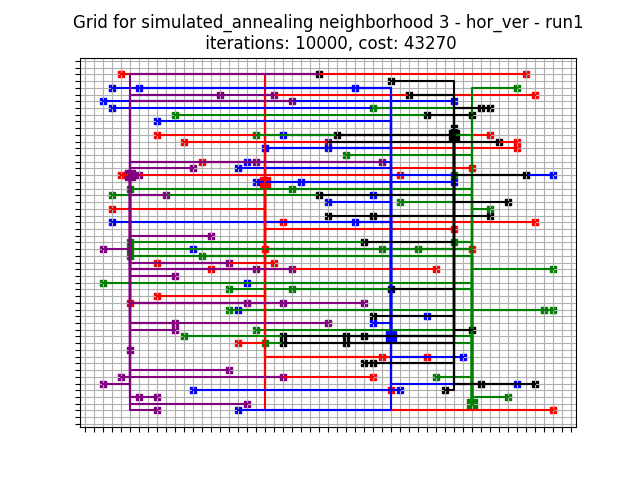 Grid for simulated_annealing neighborhood 3 - hor_ver - run1
iterations: 10000, cost: 43270